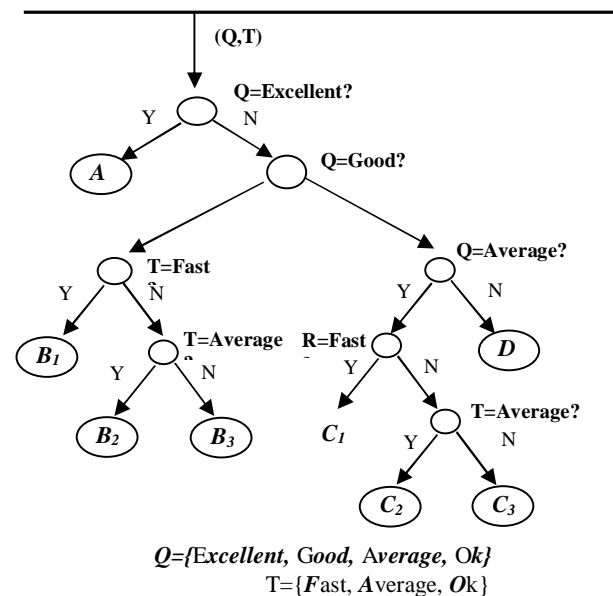 (Q,T)
Q=Excellent?
Y
N
A
Q=Good?
T=Fast
Q=Average?
Y
N
Y
N
B1
T=Average
R=Fast
D
Y
N
Y
N
B2
B3
C1
T=Average?
Y
N
C2
C3
Q={Excellent, Good, Average, Ok}
T={Fast, Average, Ok}